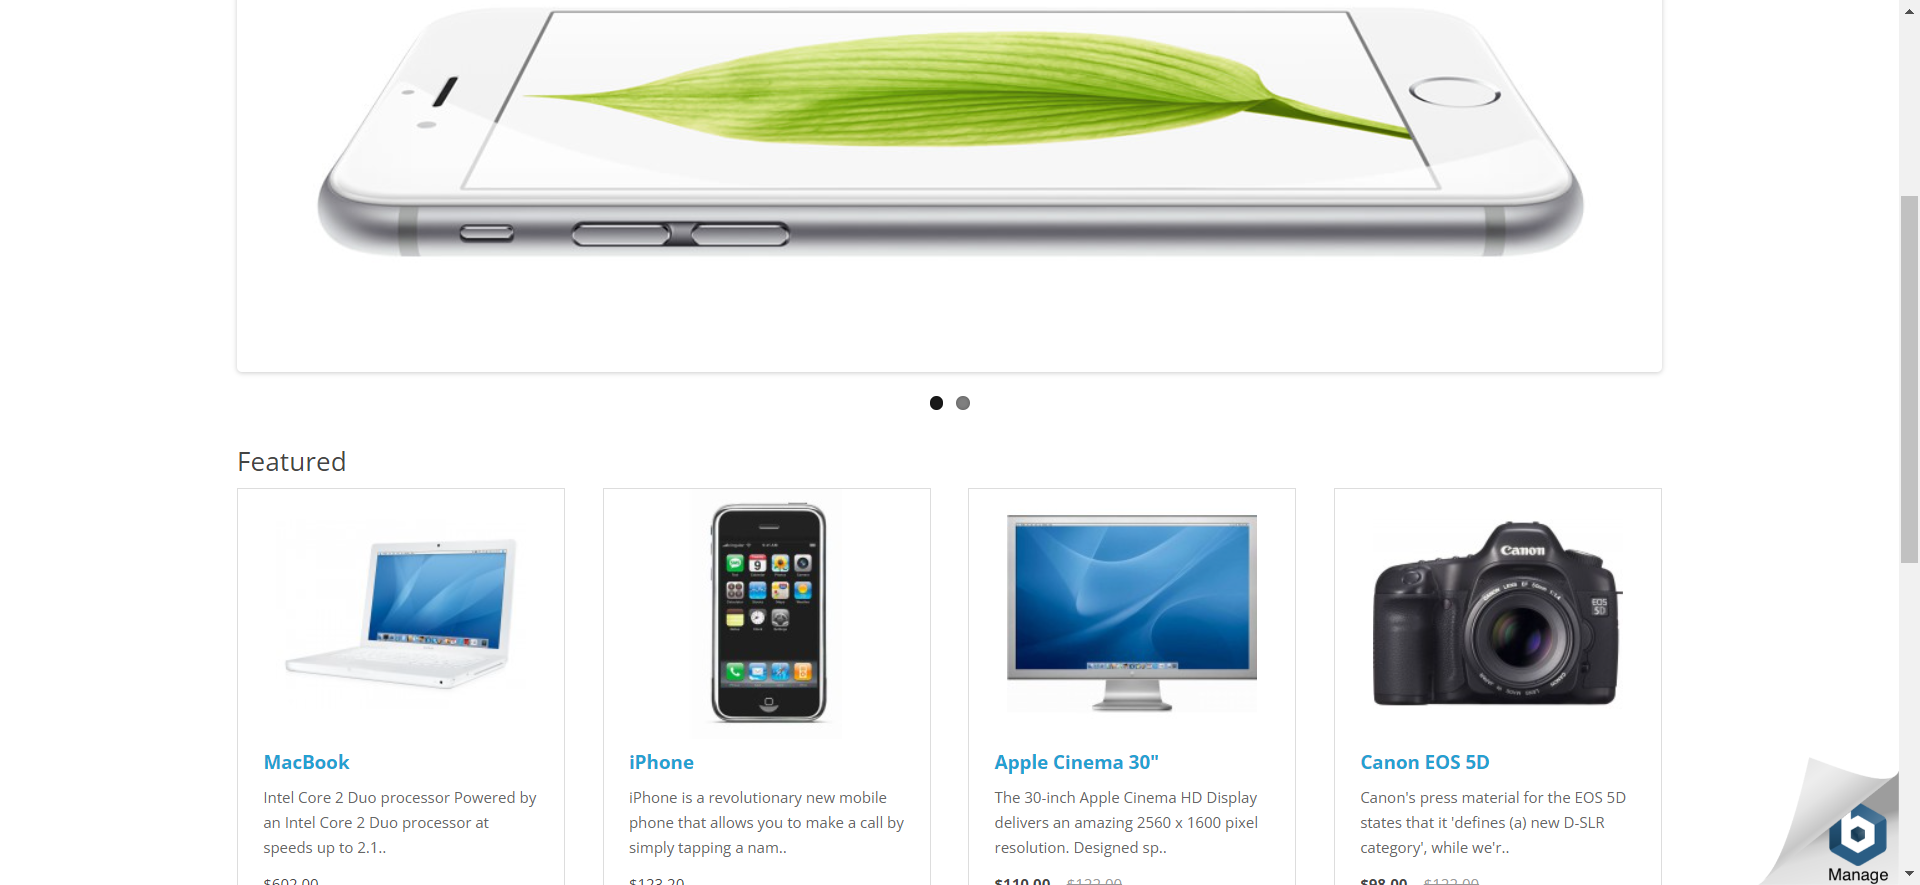 Featured
Canon
EOS
5D
MacBook
iPhone
Apple Cinema 30"
Canon EOS 5D
Intel Core 2 Duo processor Powered by
an Intel Core 2 Duo processor at
speeds up to 2.1..
iPhone is a revolutionary new mobile
phone that allows you to make a call by
simply tapping a nam..
The 30-inch Apple Cinema HD Display
delivers an amazing 2560 x 1600 pixel
resolution. Designed sp..
Canon's press material for the EOS 5D
states that it 'defines (a) new D-SLR
category', while we'r..
$602.00
$123.20
$110.00 $122.00
$98.00 $122.00
b
Manage